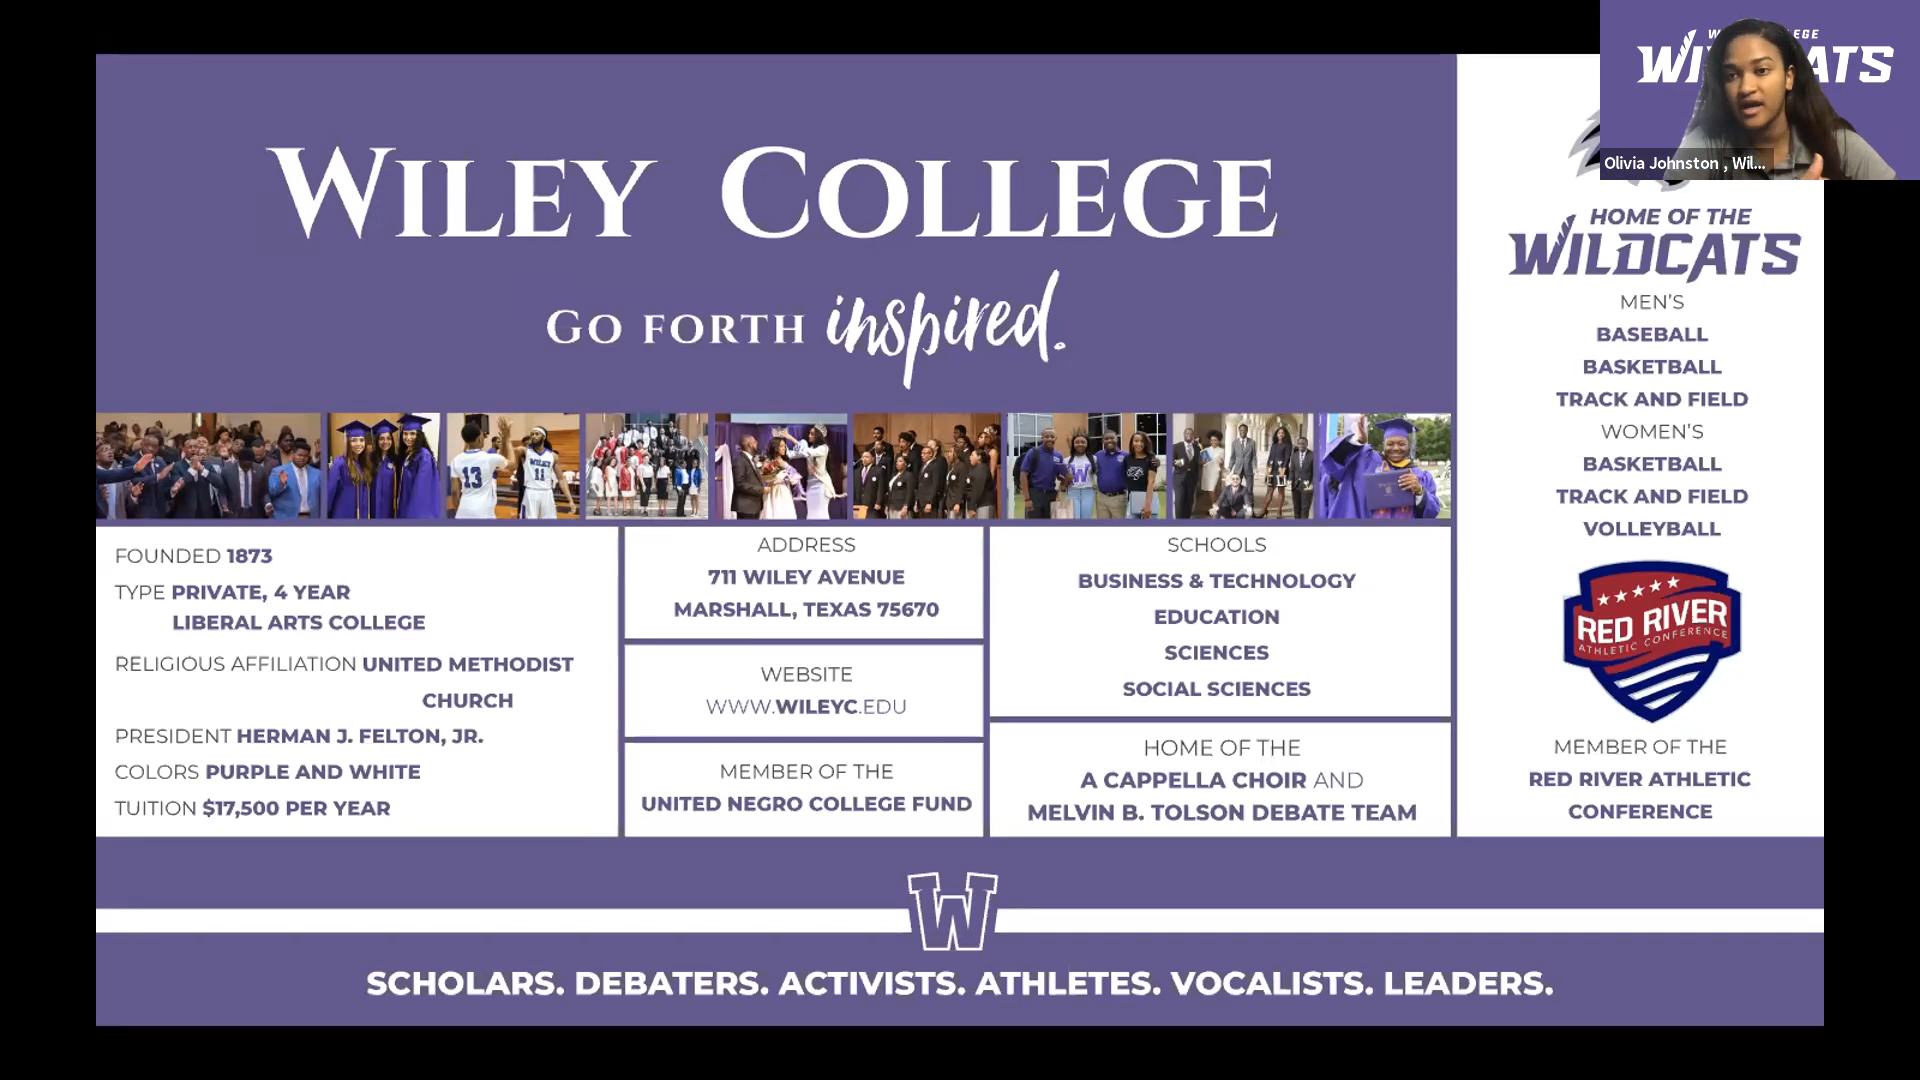 WILEY COLLEGE
GO FORTH inspired.
FOUNDED 1873
TYPE PRIVATE, 4 YEAR
LIBERAL ARTS COLLEGE
RELIGIOUS AFFILIATION UNITED METHODIST
CHURCH
PRESIDENT HERMAN J. FELTON, JR.
COLORS PURPLE AND WHITE
TUITION $17,500 PER YEAR
ADDRESS
711 WILEY AVENUE
MARSHALL, TEXAS 75670
WEBSITE
WWW.WILEYC.EDU
MEMBER OF THE
UNITED NEGRO COLLEGE FUND
SCHOOLS
BUSINESS & TECHNOLOGY
EDUCATION
SCIENCES
SOCIAL SCIENCES
HOME OF THE
A CAPPELLA CHOIR AND
MELVIN B. TOLSON DEBATE TEAM
Olivia Johnston , Wil...
HOME OF THE
WILDCATS
MEN'S
BASEBALL
BASKETBALL
TRACK AND FIELD
WOMEN'S
BASKETBALL
TRACK AND FIELD
VOLLEYBALL
RED RIVER
ATHLETIC CONFERENCE
MEMBER OF THE
RED RIVER ATHLETIC
CONFERENCE
13
WILEY
11
W
W
SCHOLARS. DEBATERS. ACTIVISTS. ATHLETES. VOCALISTS. LEADERS.